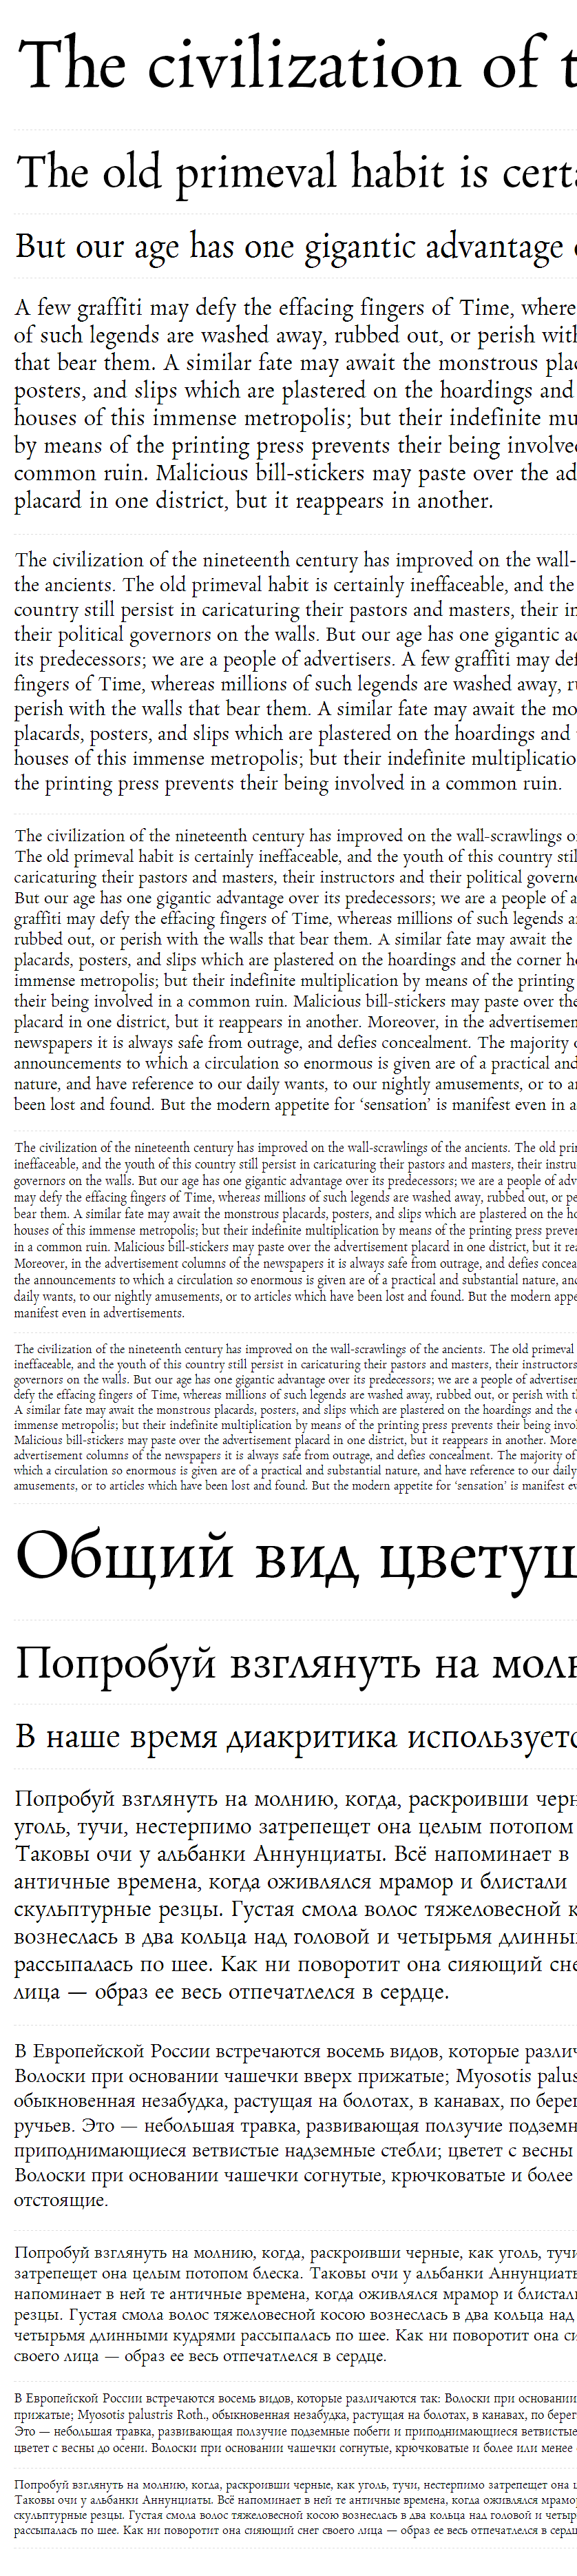 The civilization of t
The old primeval habit is certa
But our age has one gigantic advantage
A few graffiti may defy the effacing fingers of Time, where
of such legends are washed away, rubbed out, or perish with
that bear them. A similar fate may await the monstrous plac
posters, and slips which are plastered on the hoardings and
houses of this immense metropolis; but their indefinite mu
by means of the printing press prevents their being involve
common ruin. Malicious bill-stickers may paste over the ad
placard in one district, but it reappears in another.
The civilization of the nineteenth century has improved on the wall-
the ancients. The old primeval habit is certainly ineffaceable, and the
country still persist in caricaturing their pastors and masters, their in
their political governors on the walls. But our age has one gigantic ad
its predecessors; we are a people of advertisers. A few graffiti may def
fingers of Time, whereas millions of such legends are washed away, ru
perish with the walls that bear them. A similar fate may await the mo
placards, posters, and slips which are plastered on the hoardings and
houses of this immense metropolis; but their indefinite multiplicatio
the printing press prevents their being involved in a common ruin.
The civilization of the nineteenth century has improved on the wall-scrawlings o
The old primeval habit is certainly ineffaceable, and the youth of this country stil
caricaturing their pastors and masters, their instructors and their political governo
But our age has one gigantic advantage over its predecessors; we are a people of a
graffiti may defy the effacing fingers of Time, whereas millions of such legends a
rubbed out, or perish with the walls that bear them. A similar fate may await the
placards, posters, and slips which are plastered on the hoardings and the corner h
immense metropolis; but their indefinite multiplication by means of the printing
their being involved in a common ruin. Malicious bill-stickers may paste over the
placard in one district, but it reappears in another. Moreover, in the advertisemen
newspapers it is always safe from outrage, and defies concealment. The majority o
announcements to which a circulation so enormous is given are of a practical and
nature, and have reference to our daily wants, to our nightly amusements, or to a
been lost and found. But the modern appetite for ‘sensation’ is manifest even in a
The civilization of the nineteenth century has improved on the wall-scrawlings of the ancients. The old prim
ineffaceable, and the youth of this country still persist in caricaturing their pastors and masters, their instru
governors on the walls. But our age has one gigantic advantage over its predecessors; we are a people of adv
may defy the effacing fingers of Time, whereas millions of such legends are washed away, rubbed out, or pe
bear them. A similar fate may await the monstrous placards, posters, and slips which are plastered on the ho
houses of this immense metropolis; but their indefinite multiplication by means of the printing press preven
in a common ruin. Malicious bill-stickers may paste over the advertisement placard in one district, but it rea
Moreover, in the advertisement columns of the newspapers it is always safe from outrage, and defies concea
the announcements to which a circulation so enormous is given are of a practical and substantial nature, and
daily wants, to our nightly amusements, or to articles which have been lost and found. But the modern appe
manifest even in advertisements.
The civilization of the nineteenth century has improved on the wall-scrawlings of the ancients. The old primeval
ineffaceable, and the youth of this country still persist in caricaturing their pastors and masters, their instructors
governors on the walls. But our age has one gigantic advantage over its predecessors; we are a people of advertiser
defy the effacing fingers of Time, whereas millions of such legends are washed away, rubbed out, or perish with th
A similar fate may await the monstrous placards, posters, and slips which are plastered on the hoardings and the
immense metropolis; but their indefinite multiplication by means of the printing press prevents their being invol
Malicious bill-stickers may paste over the advertisement placard in one district, but it reappears in another. More
advertisement columns of the newspapers it is always safe from outrage, and defies concealment. The majority of
which a circulation so enormous is given are of a practical and substantial nature, and have reference to our daily
amusements, or to articles which have been lost and found. But the modern appetite for ‘sensation’ is manifest ev
Общий вид цветущ
Попробуй взглянуть на молн
В наше время диакритика используетс
Попробуй взглянуть на молнию, когда, раскроивши черн
уголь, тучи, нестерпимо затрепещет она целым потопом
Таковы очи у альбанки Аннунциаты. Всё напоминает в
античные времена, когда оживлялся мрамор и блистали
скульптурные резцы. Густая смола волос тяжеловесной к
вознеслась в два кольца над головой и четырьмя длинны
рассыпалась по шее. Как ни поворотит она сияющий сне
лица — образ ее весь отпечатлелся в сердце.
В Европейской России встречаются восемь видов, которые различ
Волоски при основании чашечки вверх прижатые; Myosotis palus
обыкновенная незабудка, растущая на болотах, в канавах, по берег
ручьев. Это — небольшая травка, развивающая ползучие подземн
приподнимающиеся ветвистые надземные стебли; цветет с весны
Волоски при основании чашечки согнутые, крючковатые и более
отстоящие.
Попробуй взглянуть на молнию, когда, раскроивши черные, как уголь, тучи
затрепещет она целым потопом блеска. Таковы очи у альбанки Аннунциаты
напоминает в ней те античные времена, когда оживлялся мрамор и блистал
резцы. Густая смола волос тяжеловесной косою вознеслась в два кольца над
четырьмя длинными кудрями рассыпалась по шее. Как ни поворотит она си
своего лица — образ ее весь отпечатлелся в сердце.
В Европейской России встречаются восемь видов, которые различаются так: Волоски при основании
прижатые; Myosotis palustris Roth., обыкновенная незабудка, растущая на болотах, в канавах, по берег
Это — небольшая травка, развивающая ползучие подземные побеги и приподнимающиеся ветвистые
цветет с весны до осени. Волоски при основании чашечки согнутые, крючковатые и более или менее
Попробуй взглянуть на молнию, когда, раскроивши черные, как уголь, тучи, нестерпимо затрепещет она ц
Таковы очи у альбанки Аннунциаты. Всё напоминает в ней те античные времена, когда оживлялся мрамо
скульптурные резцы. Густая смола волос тяжеловесной косою вознеслась в два кольца над головой и четыр
рассыпалась по шее. Как ни поворотит она сияющий снег своего лица — образ ее весь отпечатлелся в сердц